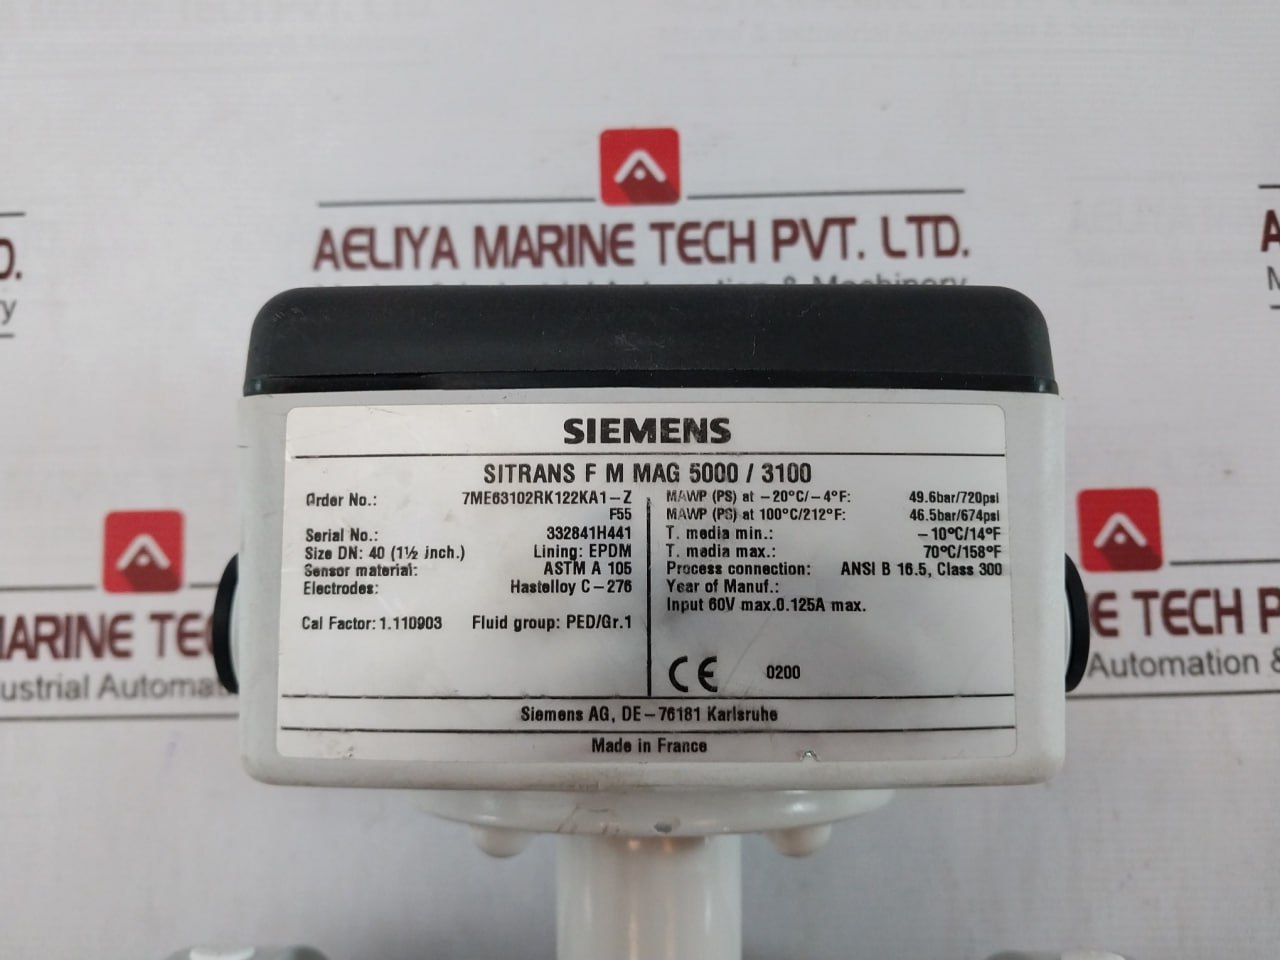 AELIYA MARINE TECH PVT. LTD.
D.
MARINE TE
ustrial Automat
E TECH P
Automation &
SIEMENS
SITRANS F M MAG 5000 / 3100
Order No.: 7ME63102RK122KA1-Z
F55
Serial No.: 332841H441
Size DN: 40 (1½ inch.) Lining: EPDM
Sensor material: ASTM A 105
Electrodes: Hastelloy C-276
Cal Factor: 1.110903 Fluid group: PED/Gr.1
MAWP (PS) at -20°C/-4°F: 49.6bar/720psi
MAWP (PS) at 100°C/212°F: 46.5bar/674psi
T. media min.: -10°C/14°F
T. media max.: 70°C/158°F
Process connection: ANSI B 16.5, Class 300
Year of Manuf.:
Input 60V max.0.125A max.
CE 0200
Siemens AG, DE-76181 Karlsruhe
Made in France